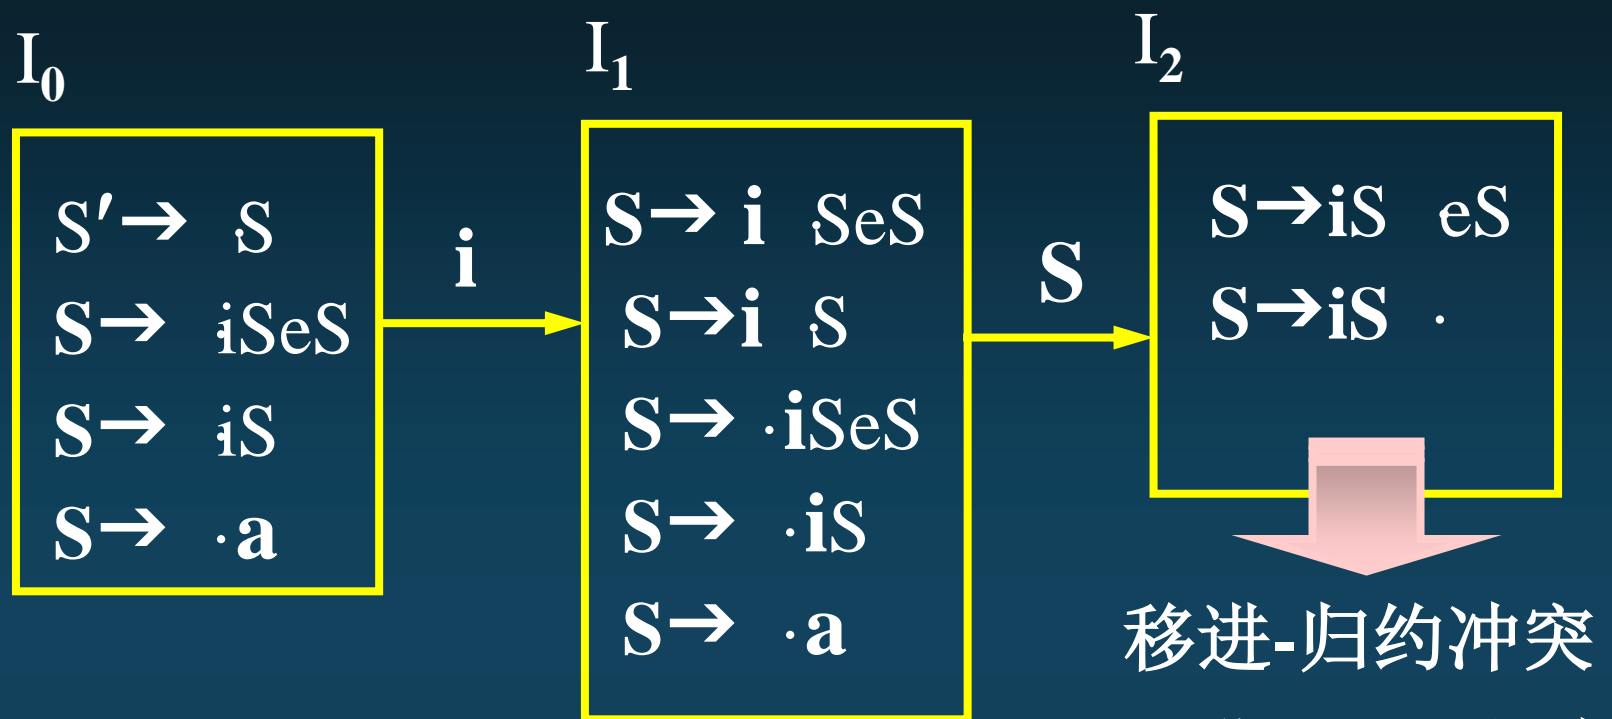 I₀
S′→ ·S
S→ ·iSeS
S→ ·iS
S→ ·a
i
I₁
S→ i ·SeS
S→i ·S
S→ ·iSeS
S→ ·iS
S→ ·a
S
I₂
S→iS ·eS
S→iS ·
移进-归约冲突